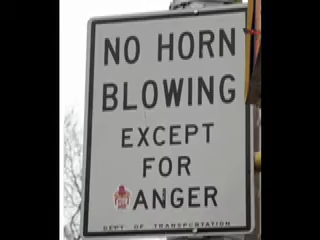 NO HORN
BLOWING
EXCEPT
FOR
ANGER
DEPT OF TRANSPORTATION